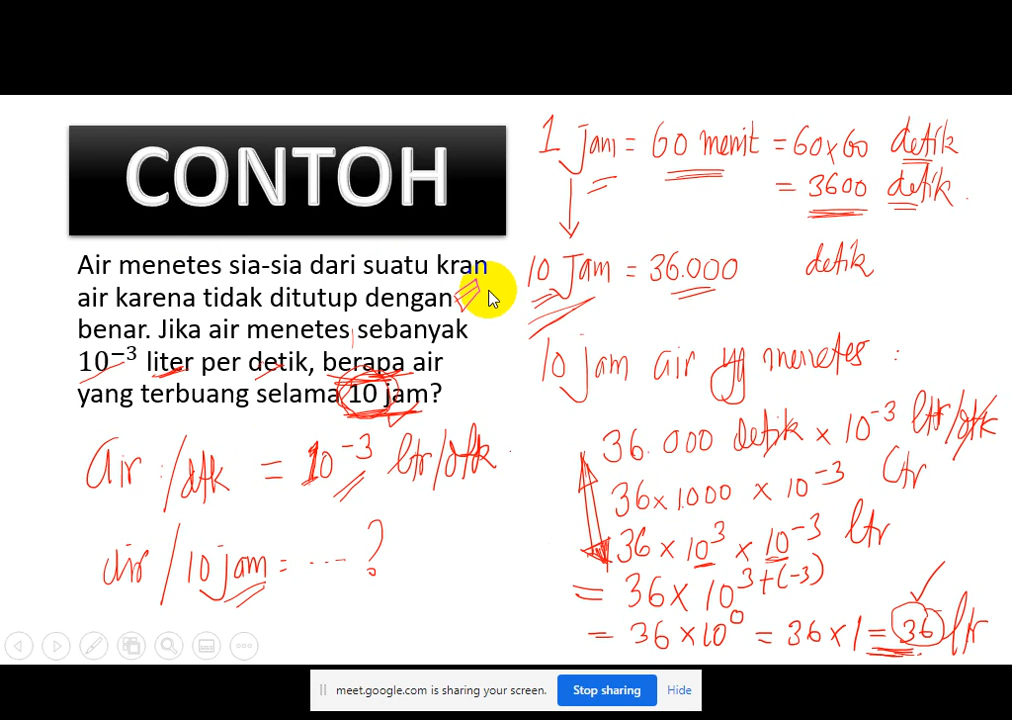 CONTOH
Air menetes sia-sia dari suatu kran
air karena tidak ditutup dengan
benar. Jika air menetes sebanyak
10⁻³ liter per detik, berapa air
yang terbuang selama 10 jam?
air :/dtk = 10⁻³ ltr/dtk
air / 10 jam = .... ?
1 jam = 60 menit = 60x60 detik
= 3600 detik.
10 Jam = 36.000 detik
10 jam air yg menetes :
36.000 detik x 10⁻³ ltr/dtk
36 x 1.000 x 10⁻³ Ltr
36 x 10³ x 10⁻³ ltr
= 36 x 10³⁺⁽⁻³⁾
= 36 x 10⁰ = 36 x 1 = 36 ltr
meet.google.com is sharing your screen. Stop sharing Hide